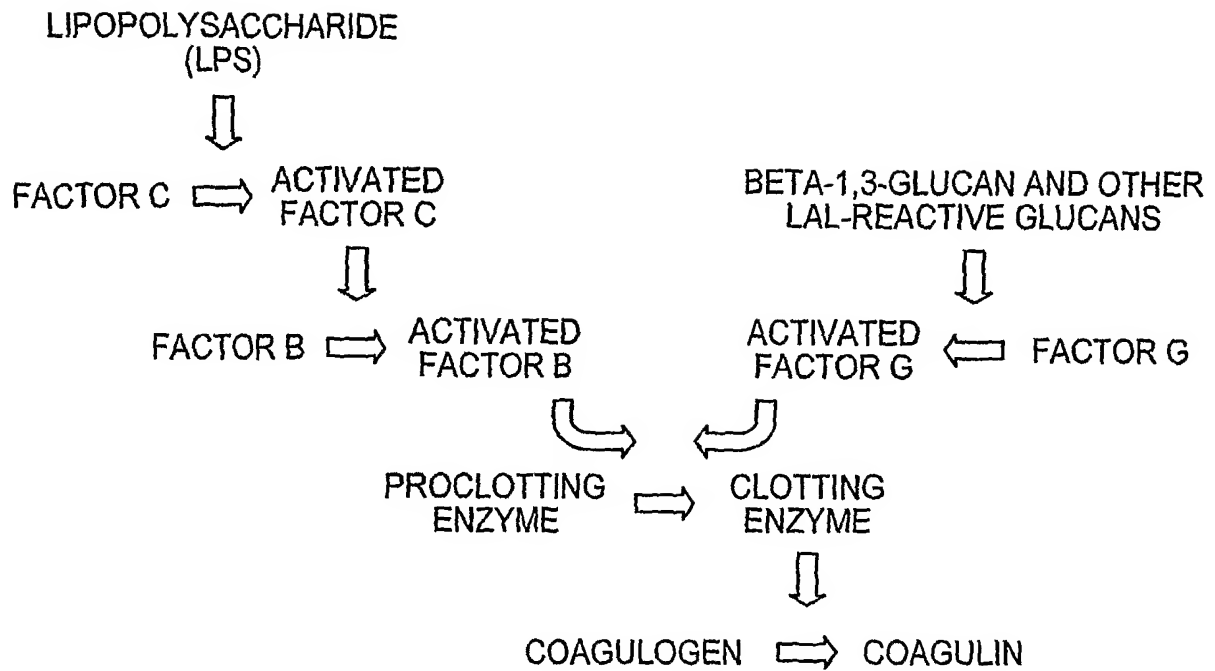 LIPOPOLYSACCHARIDE
(LPS)
FACTOR C
ACTIVATED
FACTOR C
BETA-1,3-GLUCAN AND OTHER
LAL-REACTIVE GLUCANS
FACTOR B
ACTIVATED
FACTOR B
ACTIVATED
FACTOR G
FACTOR G
PROCLOTTING
ENZYME
CLOTTING
ENZYME
COAGULOGEN
COAGULIN